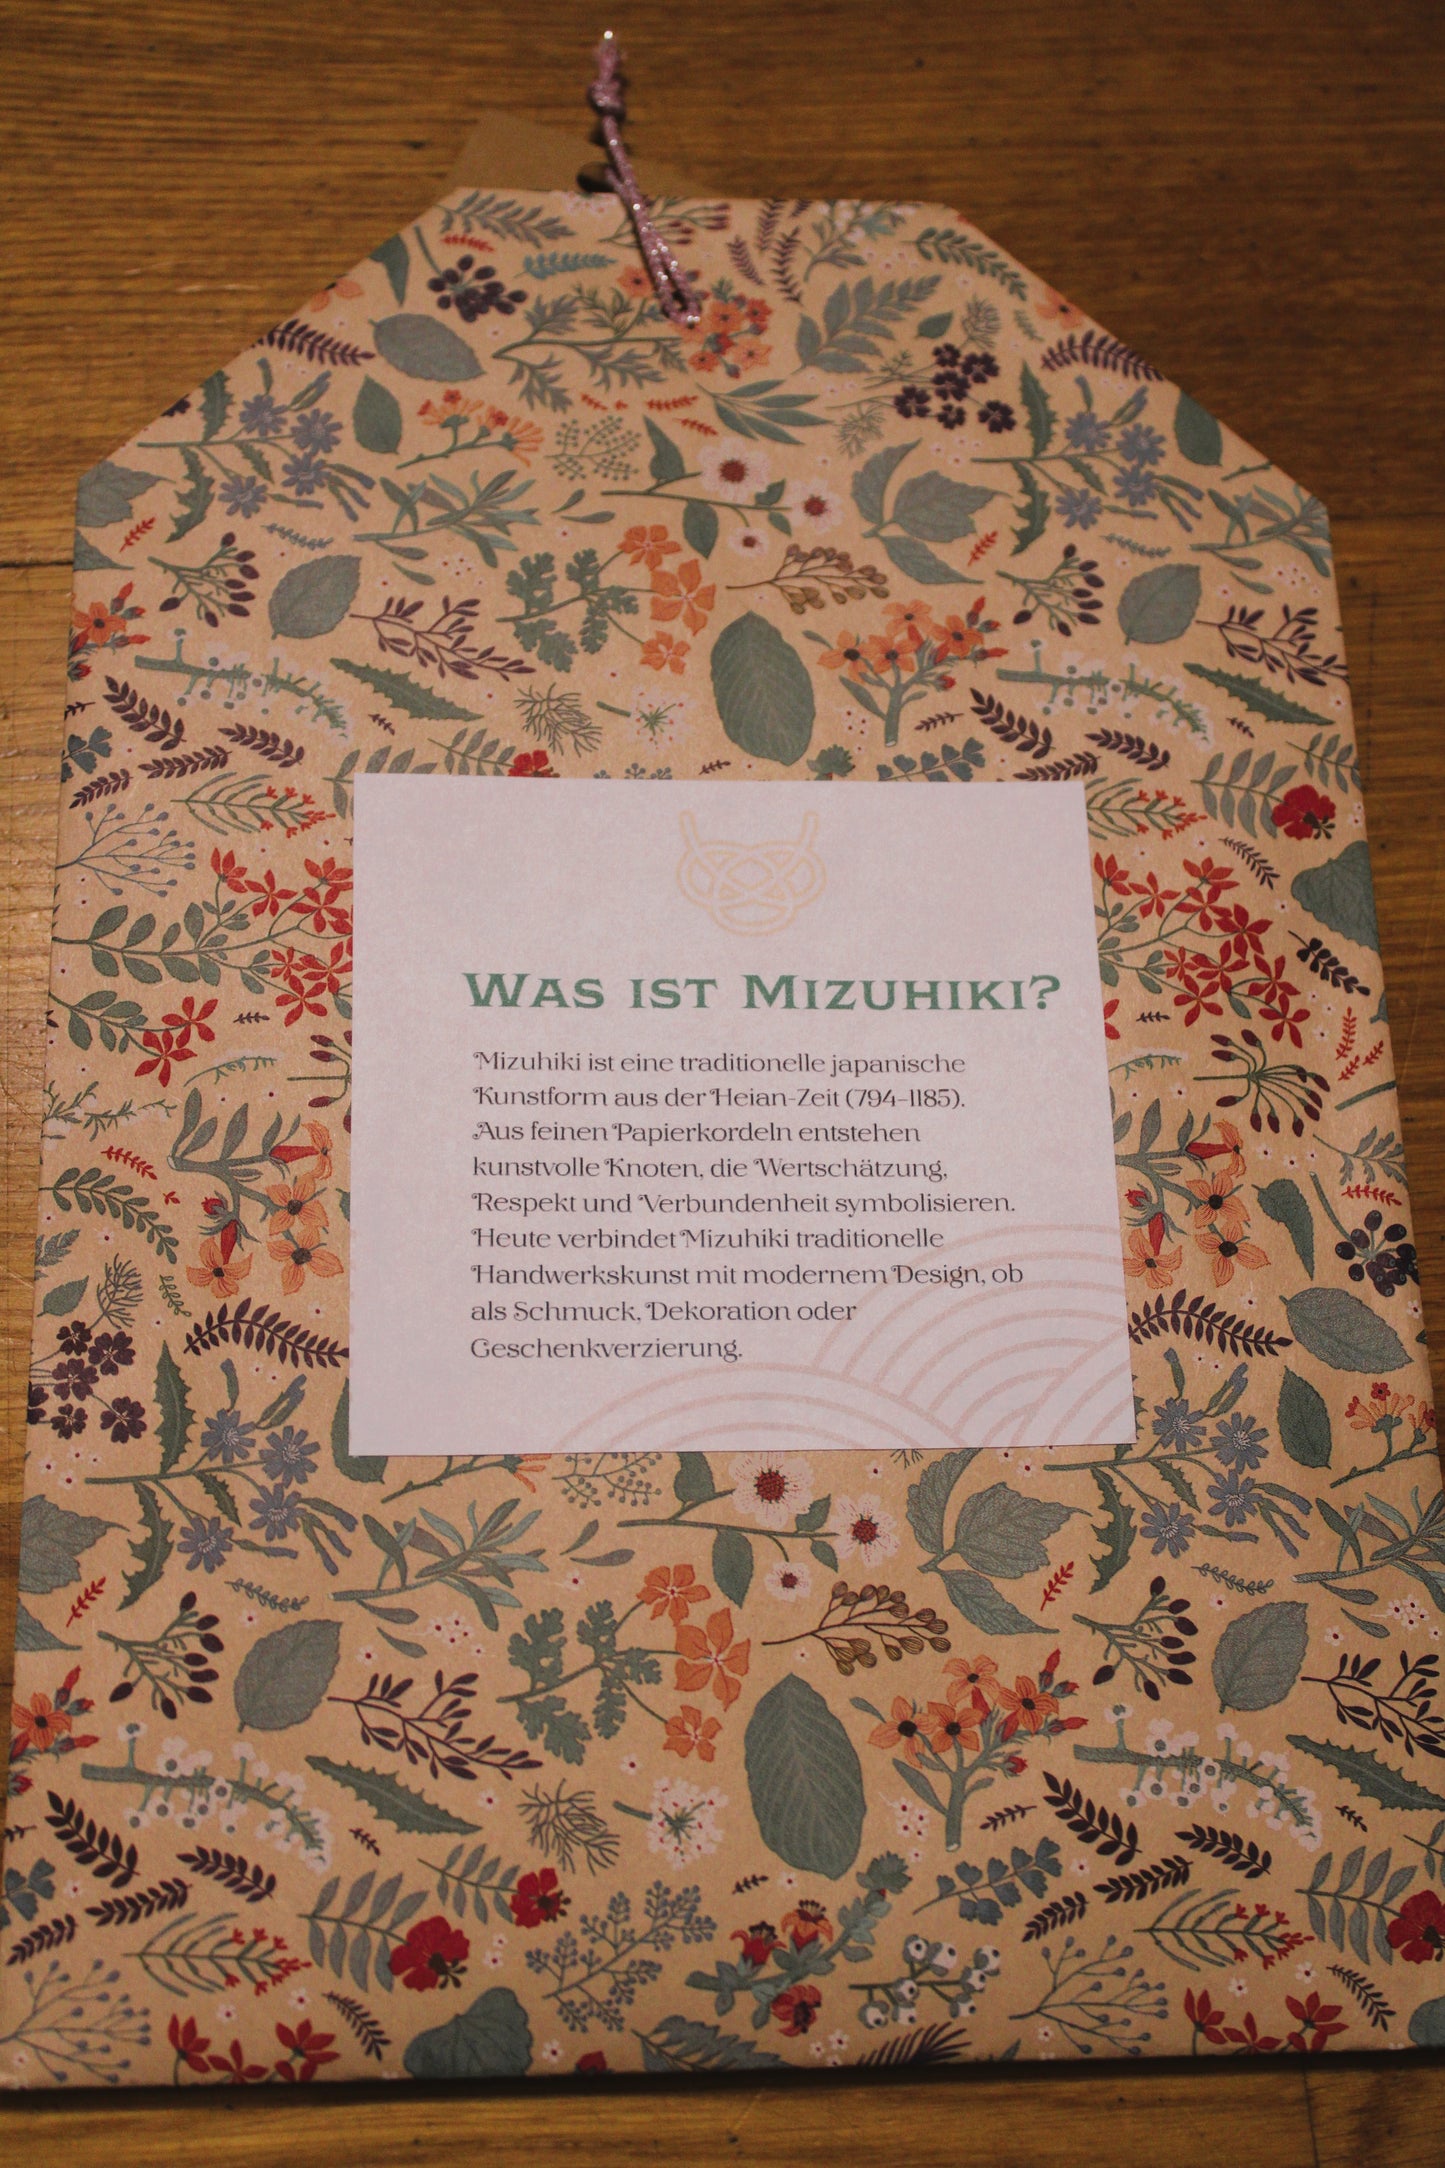 Was ist Mizuhiki?
Mizuhiki ist eine traditionelle japanische
Kunstform aus der Heian-Zeit (794-1185).
Aus feinen Papierkordeln entstehen
kunstvolle Knoten, die Wertschätzung,
Respekt und Verbundenheit symbolisieren.
Heute verbindet Mizuhiki traditionelle
Handwerkskunst mit modernem Design, ob
als Schmuck, Dekoration oder
Geschenkverzierung.